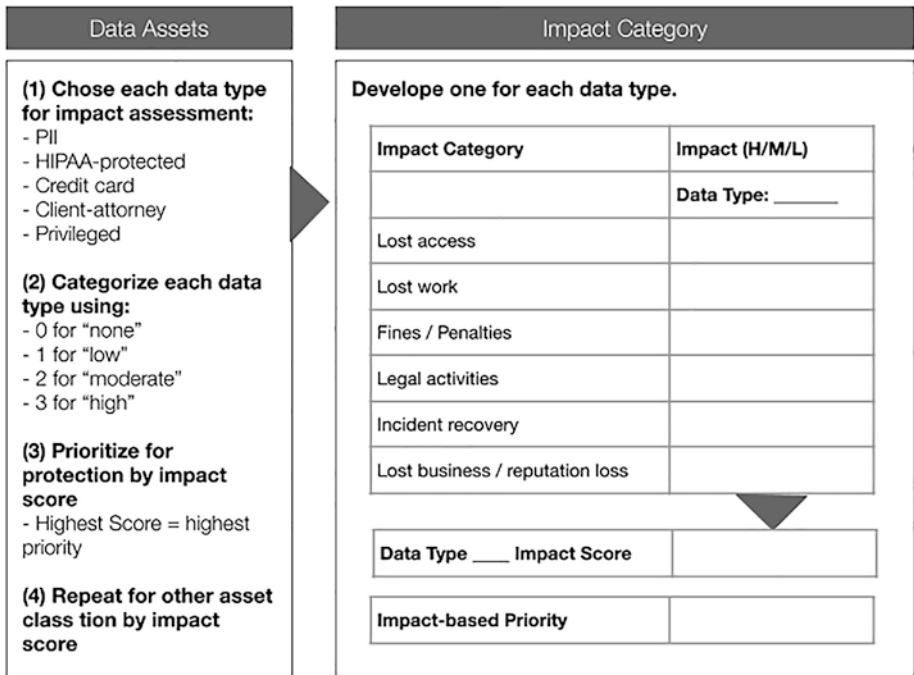 Data Assets
(1) Chose each data type
for impact assessment:
- PII
- HIPAA-protected
- Credit card
- Client-attorney
- Privileged
(2) Categorize each data
type using:
- 0 for “none”
- 1 for “low”
- 2 for “moderate”
- 3 for “high”
(3) Prioritize for
protection by impact
score
- Highest Score = highest
priority
(4) Repeat for other asset
class tion by impact
score
Impact Category
Develope one for each data type.
Impact Category Impact (H/M/L)
Data Type: ______
Lost access
Lost work
Fines / Penalties
Legal activities
Incident recovery
Lost business / reputation loss
Data Type ____ Impact Score
Impact-based Priority